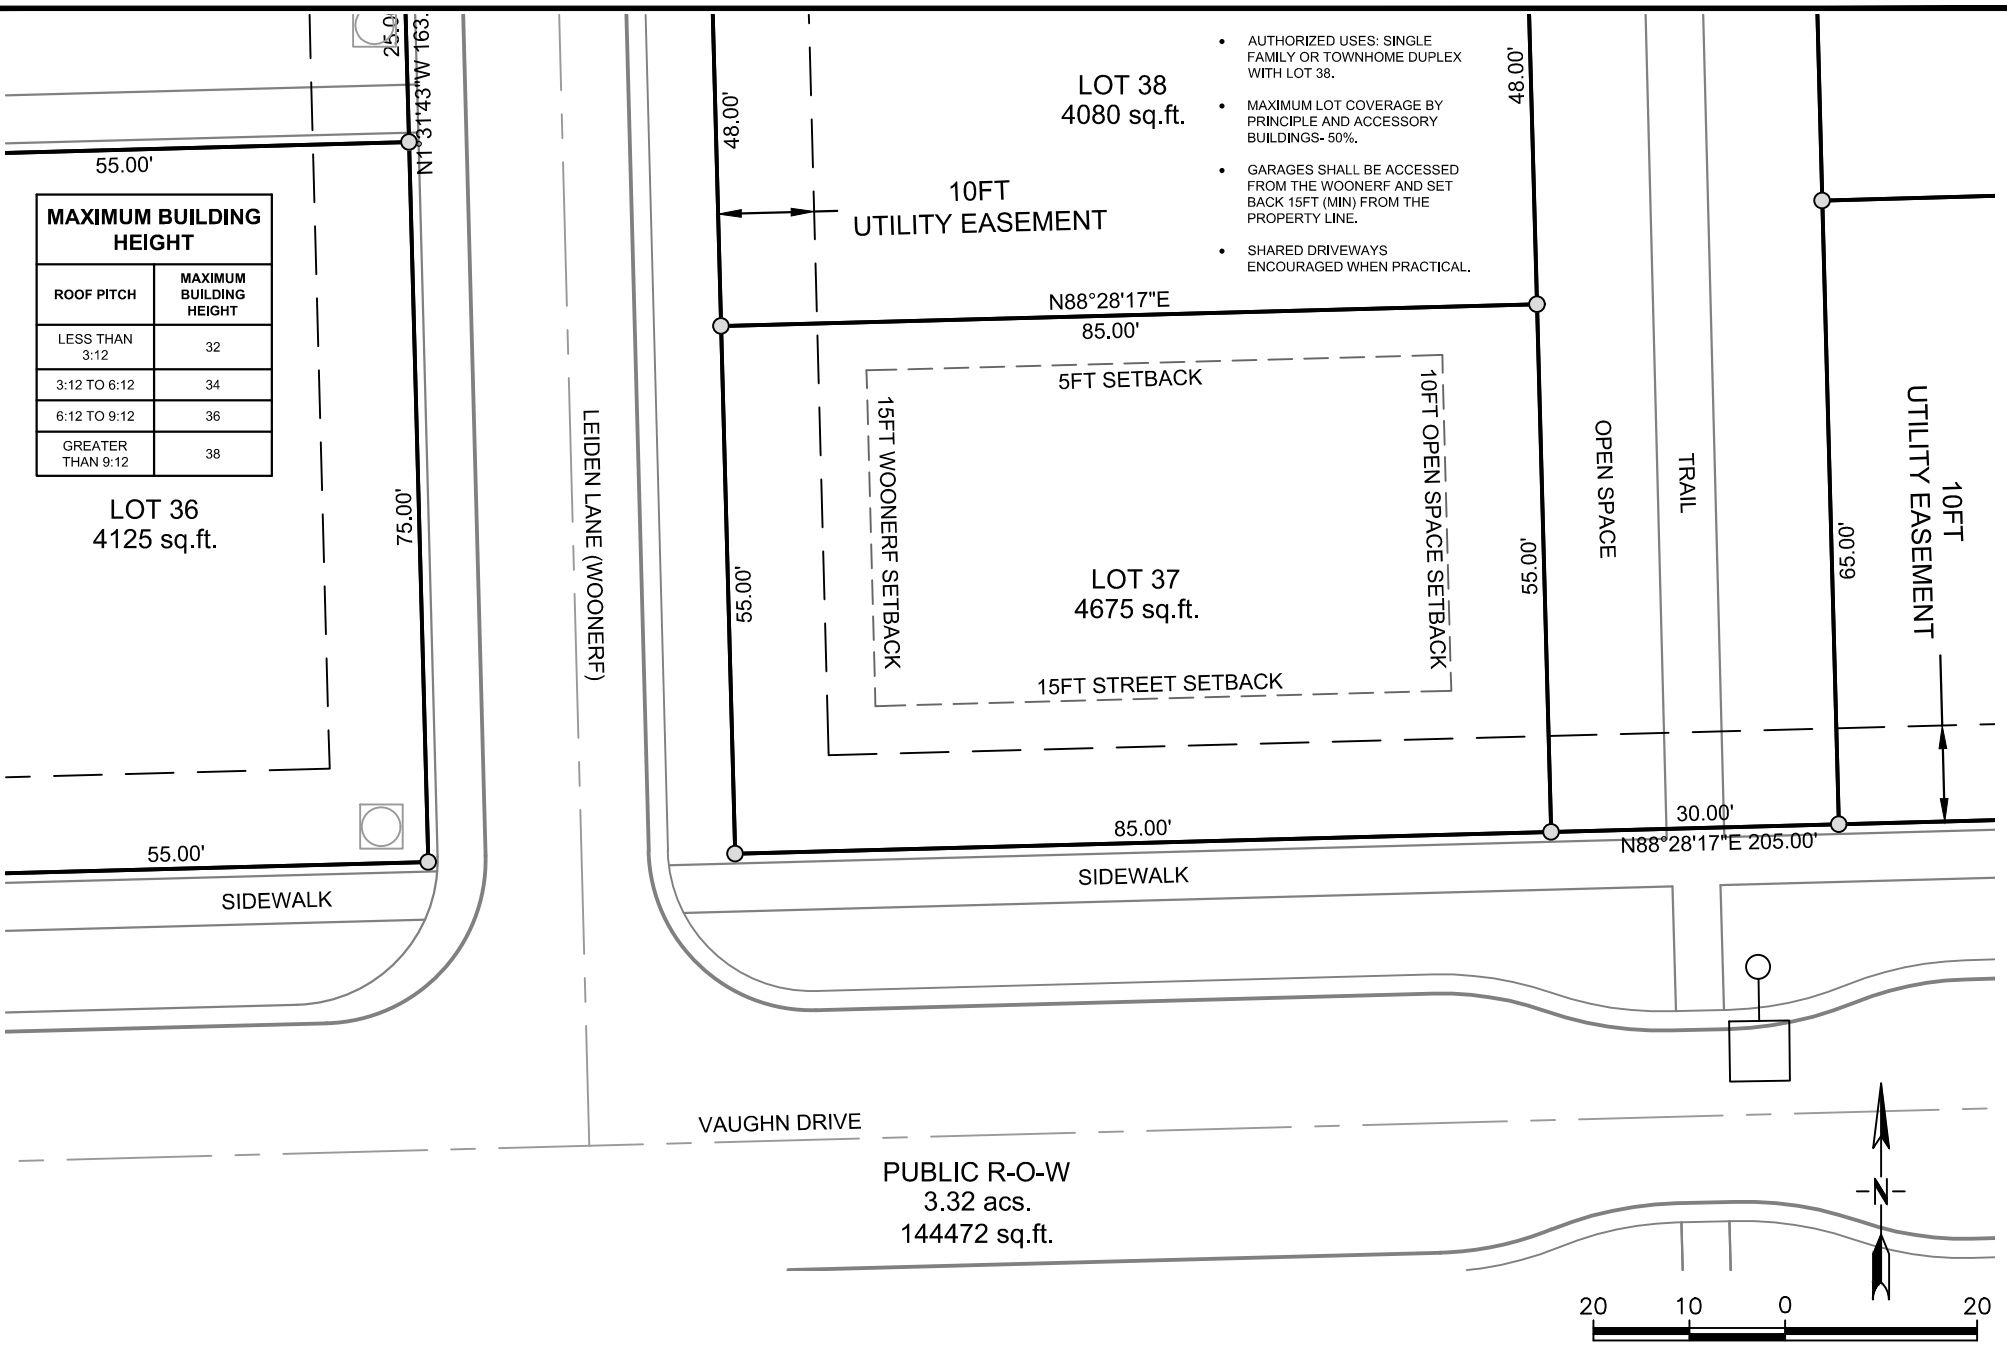 25.0
N1°31'43"W 163.
55.00'
MAXIMUM BUILDING
HEIGHT
ROOF PITCH
MAXIMUM
BUILDING
HEIGHT
LESS THAN
3:12
32
3:12 TO 6:12
34
6:12 TO 9:12
36
GREATER
THAN 9:12
38
LOT 36
4125 sq.ft.
75.00'
55.00'
SIDEWALK
LEIDEN LANE (WOONERF)
48.00'
LOT 38
4080 sq.ft.
• AUTHORIZED USES: SINGLE
FAMILY OR TOWNHOME DUPLEX
WITH LOT 38.
• MAXIMUM LOT COVERAGE BY
PRINCIPLE AND ACCESSORY
BUILDINGS- 50%.
• GARAGES SHALL BE ACCESSED
FROM THE WOONERF AND SET
BACK 15FT (MIN) FROM THE
PROPERTY LINE.
• SHARED DRIVEWAYS
ENCOURAGED WHEN PRACTICAL.
48.00'
10FT
UTILITY EASEMENT
N88°28'17"E
85.00'
5FT SETBACK
15FT WOONERF SETBACK
10FT OPEN SPACE SETBACK
55.00'
LOT 37
4675 sq.ft.
55.00'
15FT STREET SETBACK
OPEN SPACE
TRAIL
65.00'
10FT
UTILITY EASEMENT
85.00'
30.00'
N88°28'17"E 205.00'
SIDEWALK
VAUGHN DRIVE
PUBLIC R-O-W
3.32 acs.
144472 sq.ft.
N
20 10 0 20